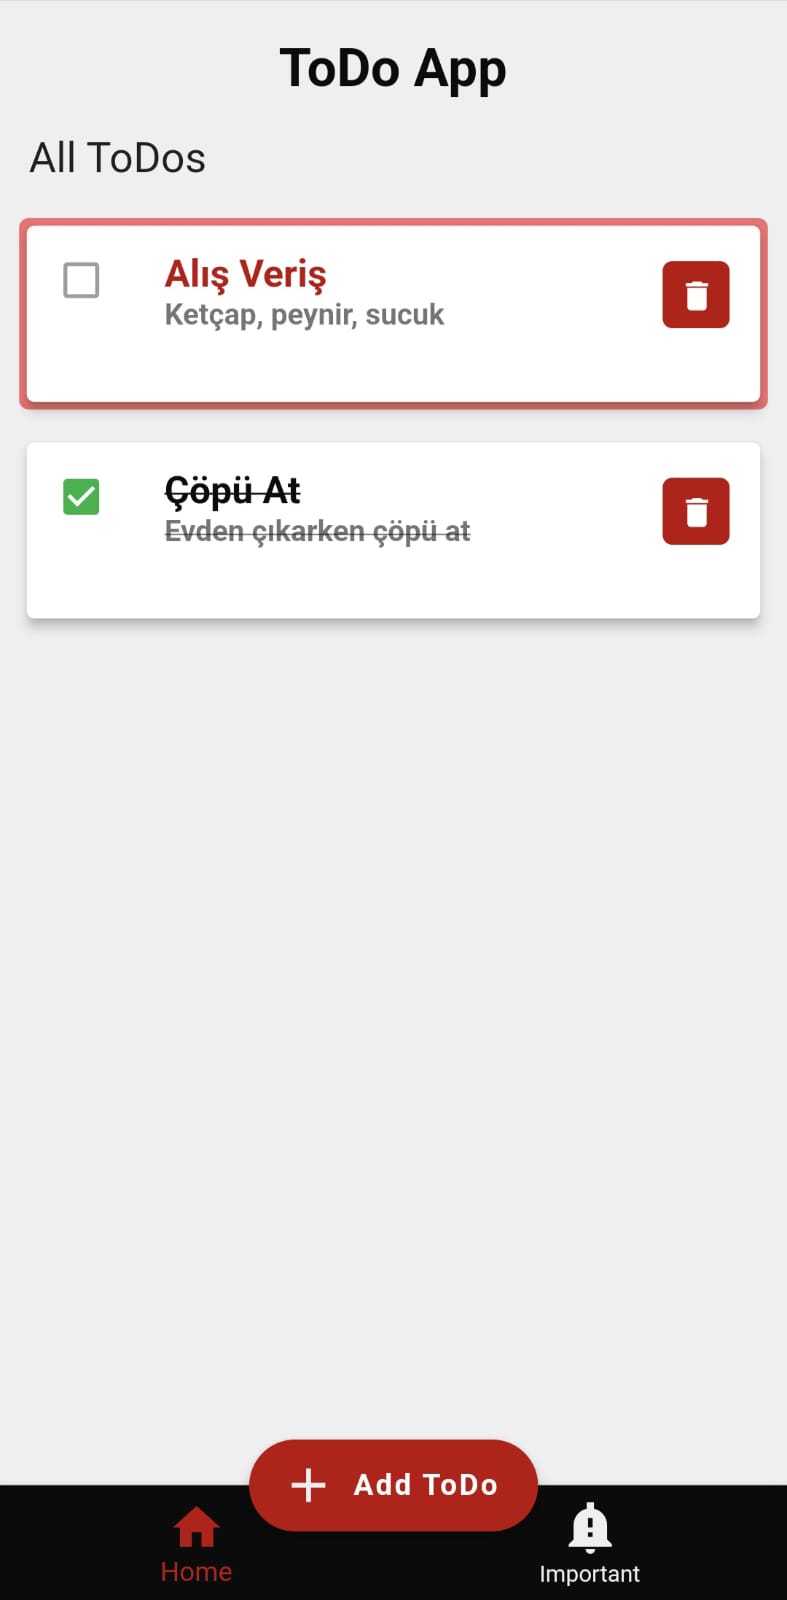 ToDo App
All ToDos
Alış Veriş
Ketçap, peynir, sucuk
Çöpü At
Evden çıkarken çöpü at
Add ToDo
Home
Important